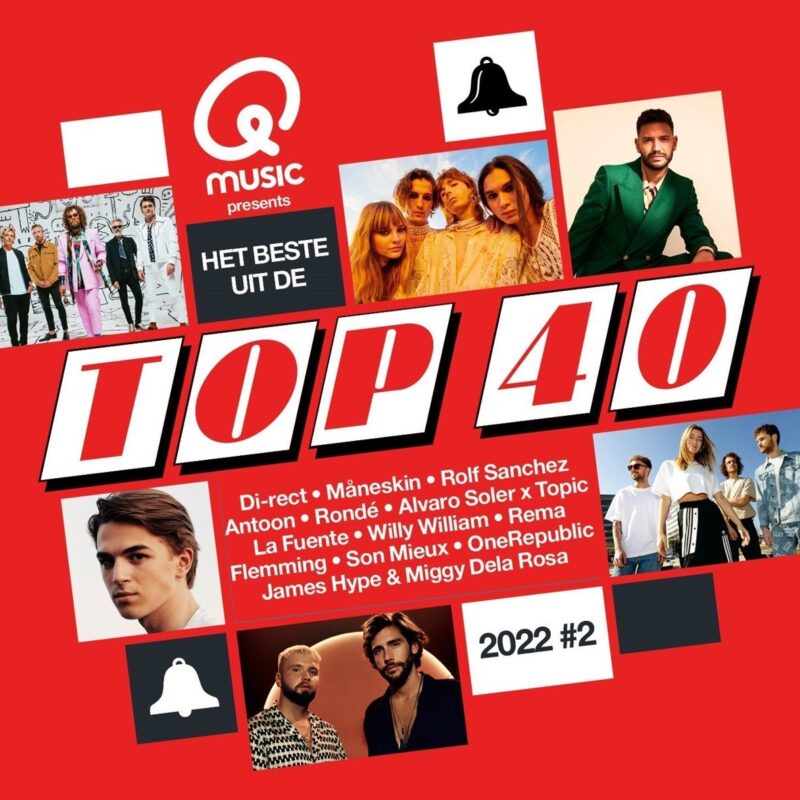 Q
MUSIC
presents
HET BESTE
UIT DE
TOP 40
Di-rect • Måneskin • Rolf Sanchez
Antoon • Rondé • Alvaro Soler x Topic
La Fuente • Willy William • Rema
Flemming • Son Mieux • OneRepublic
James Hype & Miggy Dela Rosa
2022 #2